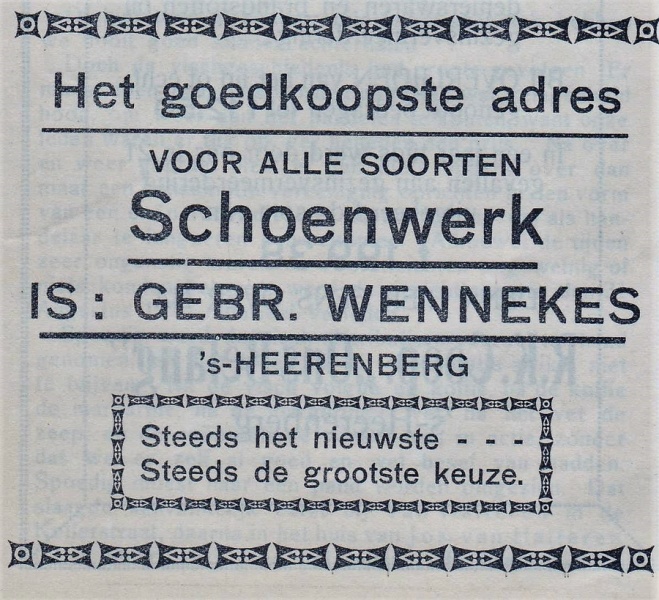 Het goedkoopste adres
VOOR ALLE SOORTEN
Schoenwerk
IS: GEBR. WENNEKES
's-HEERENBERG
Steeds het nieuwste - -
Steeds de grootste keuze.